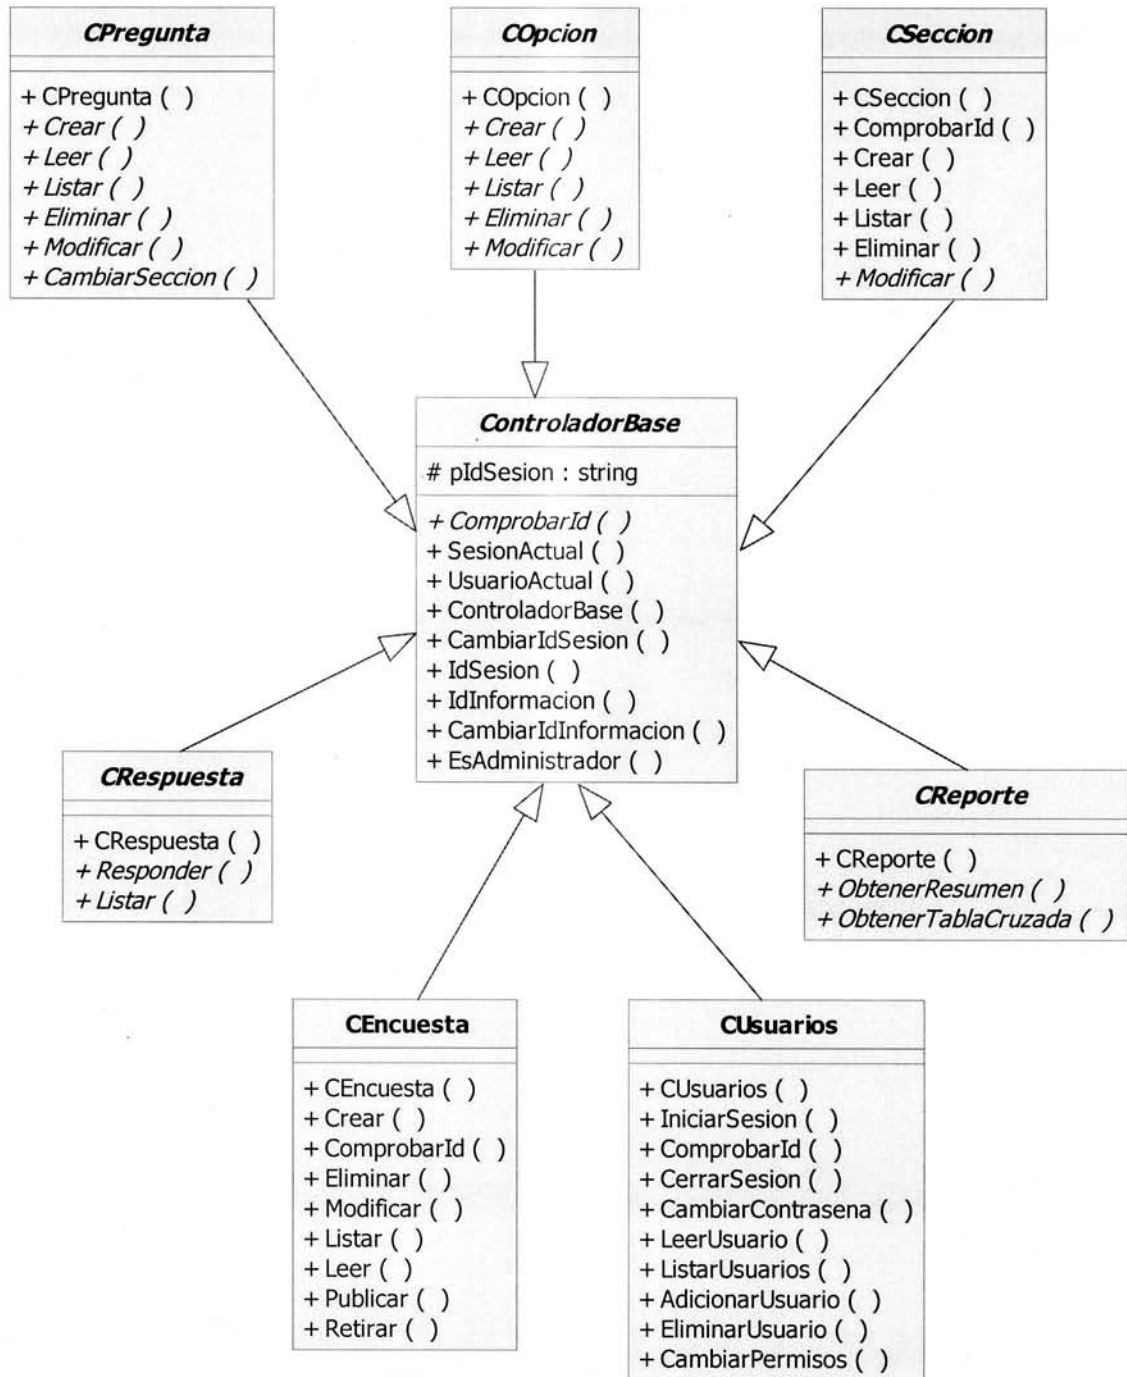 CPregunta
+ CPregunta ( )
+ Crear ( )
+ Leer ( )
+ Listar ( )
+ Eliminar ( )
+ Modificar ( )
+ CambiarSeccion ( )
COpcion
+ COpcion ( )
+ Crear ( )
+ Leer ( )
+ Listar ( )
+ Eliminar ( )
+ Modificar ( )
CSeccion
+ CSeccion ( )
+ ComprobarId ( )
+ Crear ( )
+ Leer ( )
+ Listar ( )
+ Eliminar ( )
+ Modificar ( )
ControladorBase
# pIdSesion : string
+ ComprobarId ( )
+ SesionActual ( )
+ UsuarioActual ( )
+ ControladorBase ( )
+ CambiarIdSesion ( )
+ IdSesion ( )
+ IdInformacion ( )
+ CambiarIdInformacion ( )
+ EsAdministrador ( )
CRespuesta
+ CRespuesta ( )
+ Responder ( )
+ Listar ( )
CReporte
+ CReporte ( )
+ ObtenerResumen ( )
+ ObtenerTablaCruzada ( )
CEncuesta
+ CEncuesta ( )
+ Crear ( )
+ ComprobarId ( )
+ Eliminar ( )
+ Modificar ( )
+ Listar ( )
+ Leer ( )
+ Publicar ( )
+ Retirar ( )
CUsuarios
+ CUsuarios ( )
+ IniciarSesion ( )
+ ComprobarId ( )
+ CerrarSesion ( )
+ CambiarContrasena ( )
+ LeerUsuario ( )
+ ListarUsuarios ( )
+ AdicionarUsuario ( )
+ EliminarUsuario ( )
+ CambiarPermisos ( )